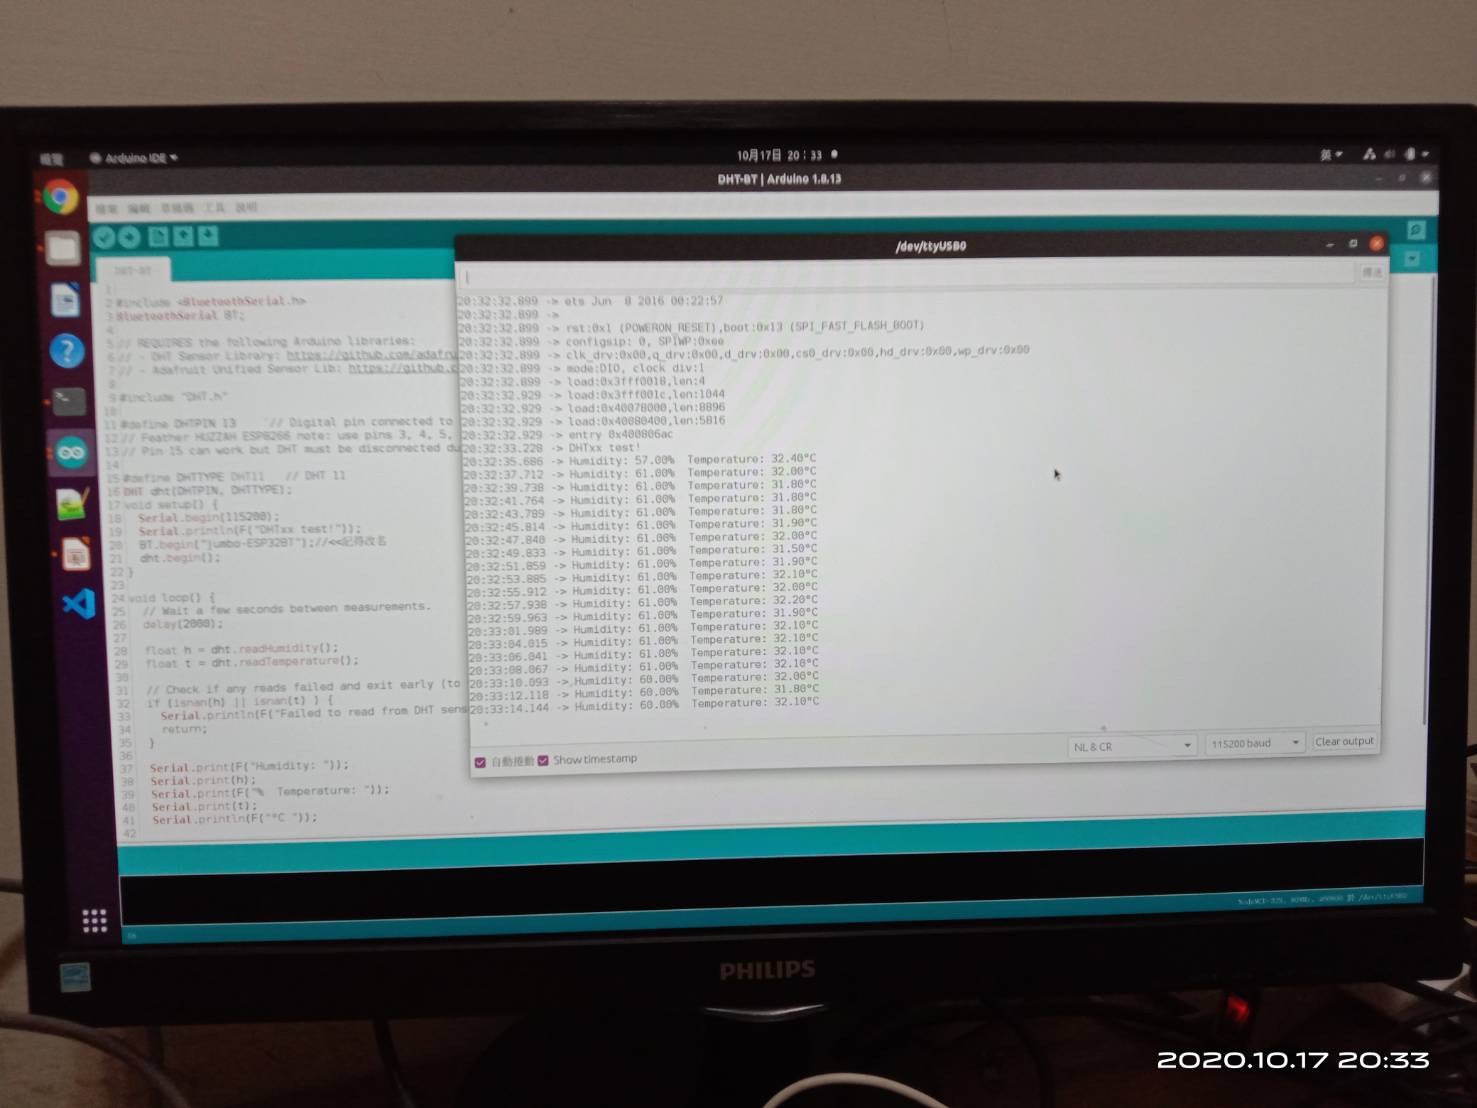 Arduino IDE
10月17日 20：33
英
DHT-BT | Arduino 1.8.13
檔案 編輯 草稿碼 工具 說明
DHT-BT
1
2 #include <BluetoothSerial.h>
3 BluetoothSerial BT;
4
5 // REQUIRES the following Arduino libraries:
6 // - DHT Sensor Library: https://github.com/adafru
7 // - Adafruit Unified Sensor Lib: https://github.c
8
9 #include "DHT.h"
10
11 #define DHTPIN 13 // Digital pin connected to
12 // Feather HUZZAH ESP8266 note: use pins 3, 4, 5,
13 // Pin 15 can work but DHT must be disconnected du
14
15 #define DHTTYPE DHT11 // DHT 11
16 DHT dht(DHTPIN, DHTTYPE);
17 void setup() {
18 Serial.begin(115200);
19 Serial.println(F("DHTxx test!"));
20 BT.begin("jumbo-ESP32BT");//<<記得改名
21 dht.begin();
22 }
23
24 void loop() {
25 // Wait a few seconds between measurements.
26 delay(2000);
27
28 float h = dht.readHumidity();
29 float t = dht.readTemperature();
30
31 // Check if any reads failed and exit early (to
32 if (isnan(h) || isnan(t) ) {
33 Serial.println(F("Failed to read from DHT sens
34 return;
35 }
36
37 Serial.print(F("Humidity: "));
38 Serial.print(h);
39 Serial.print(F("% Temperature: "));
40 Serial.print(t);
41 Serial.println(F("°C "));
42
/dev/ttyUSB0
傳送
20:32:32.899 -> ets Jun 8 2016 00:22:57
20:32:32.899 ->
20:32:32.899 -> rst:0x1 (POWERON_RESET),boot:0x13 (SPI_FAST_FLASH_BOOT)
20:32:32.899 -> configsip: 0, SPIWP:0xee
20:32:32.899 -> clk_drv:0x00,q_drv:0x00,d_drv:0x00,cs0_drv:0x00,hd_drv:0x00,wp_drv:0x00
20:32:32.899 -> mode:DIO, clock div:1
20:32:32.899 -> load:0x3fff0018,len:4
20:32:32.929 -> load:0x3fff001c,len:1044
20:32:32.929 -> load:0x40078000,len:8896
20:32:32.929 -> load:0x40080400,len:5816
20:32:32.929 -> entry 0x400806ac
20:32:33.228 -> DHTxx test!
20:32:35.686 -> Humidity: 57.00% Temperature: 32.40°C
20:32:37.712 -> Humidity: 61.00% Temperature: 32.00°C
20:32:39.738 -> Humidity: 61.00% Temperature: 31.80°C
20:32:41.764 -> Humidity: 61.00% Temperature: 31.80°C
20:32:43.789 -> Humidity: 61.00% Temperature: 31.80°C
20:32:45.814 -> Humidity: 61.00% Temperature: 31.90°C
20:32:47.840 -> Humidity: 61.00% Temperature: 32.00°C
20:32:49.833 -> Humidity: 61.00% Temperature: 31.50°C
20:32:51.859 -> Humidity: 61.00% Temperature: 31.90°C
20:32:53.885 -> Humidity: 61.00% Temperature: 32.10°C
20:32:55.912 -> Humidity: 61.00% Temperature: 32.00°C
20:32:57.938 -> Humidity: 61.00% Temperature: 32.20°C
20:32:59.963 -> Humidity: 61.00% Temperature: 31.90°C
20:33:01.989 -> Humidity: 61.00% Temperature: 32.10°C
20:33:04.015 -> Humidity: 61.00% Temperature: 32.10°C
20:33:06.041 -> Humidity: 61.00% Temperature: 32.10°C
20:33:08.067 -> Humidity: 61.00% Temperature: 32.10°C
20:33:10.093 -> Humidity: 60.00% Temperature: 32.00°C
20:33:12.118 -> Humidity: 60.00% Temperature: 31.80°C
20:33:14.144 -> Humidity: 60.00% Temperature: 32.10°C
自動捲動 Show timestamp
NL & CR
115200 baud
Clear output
PHILIPS
2020.10.17 20:33